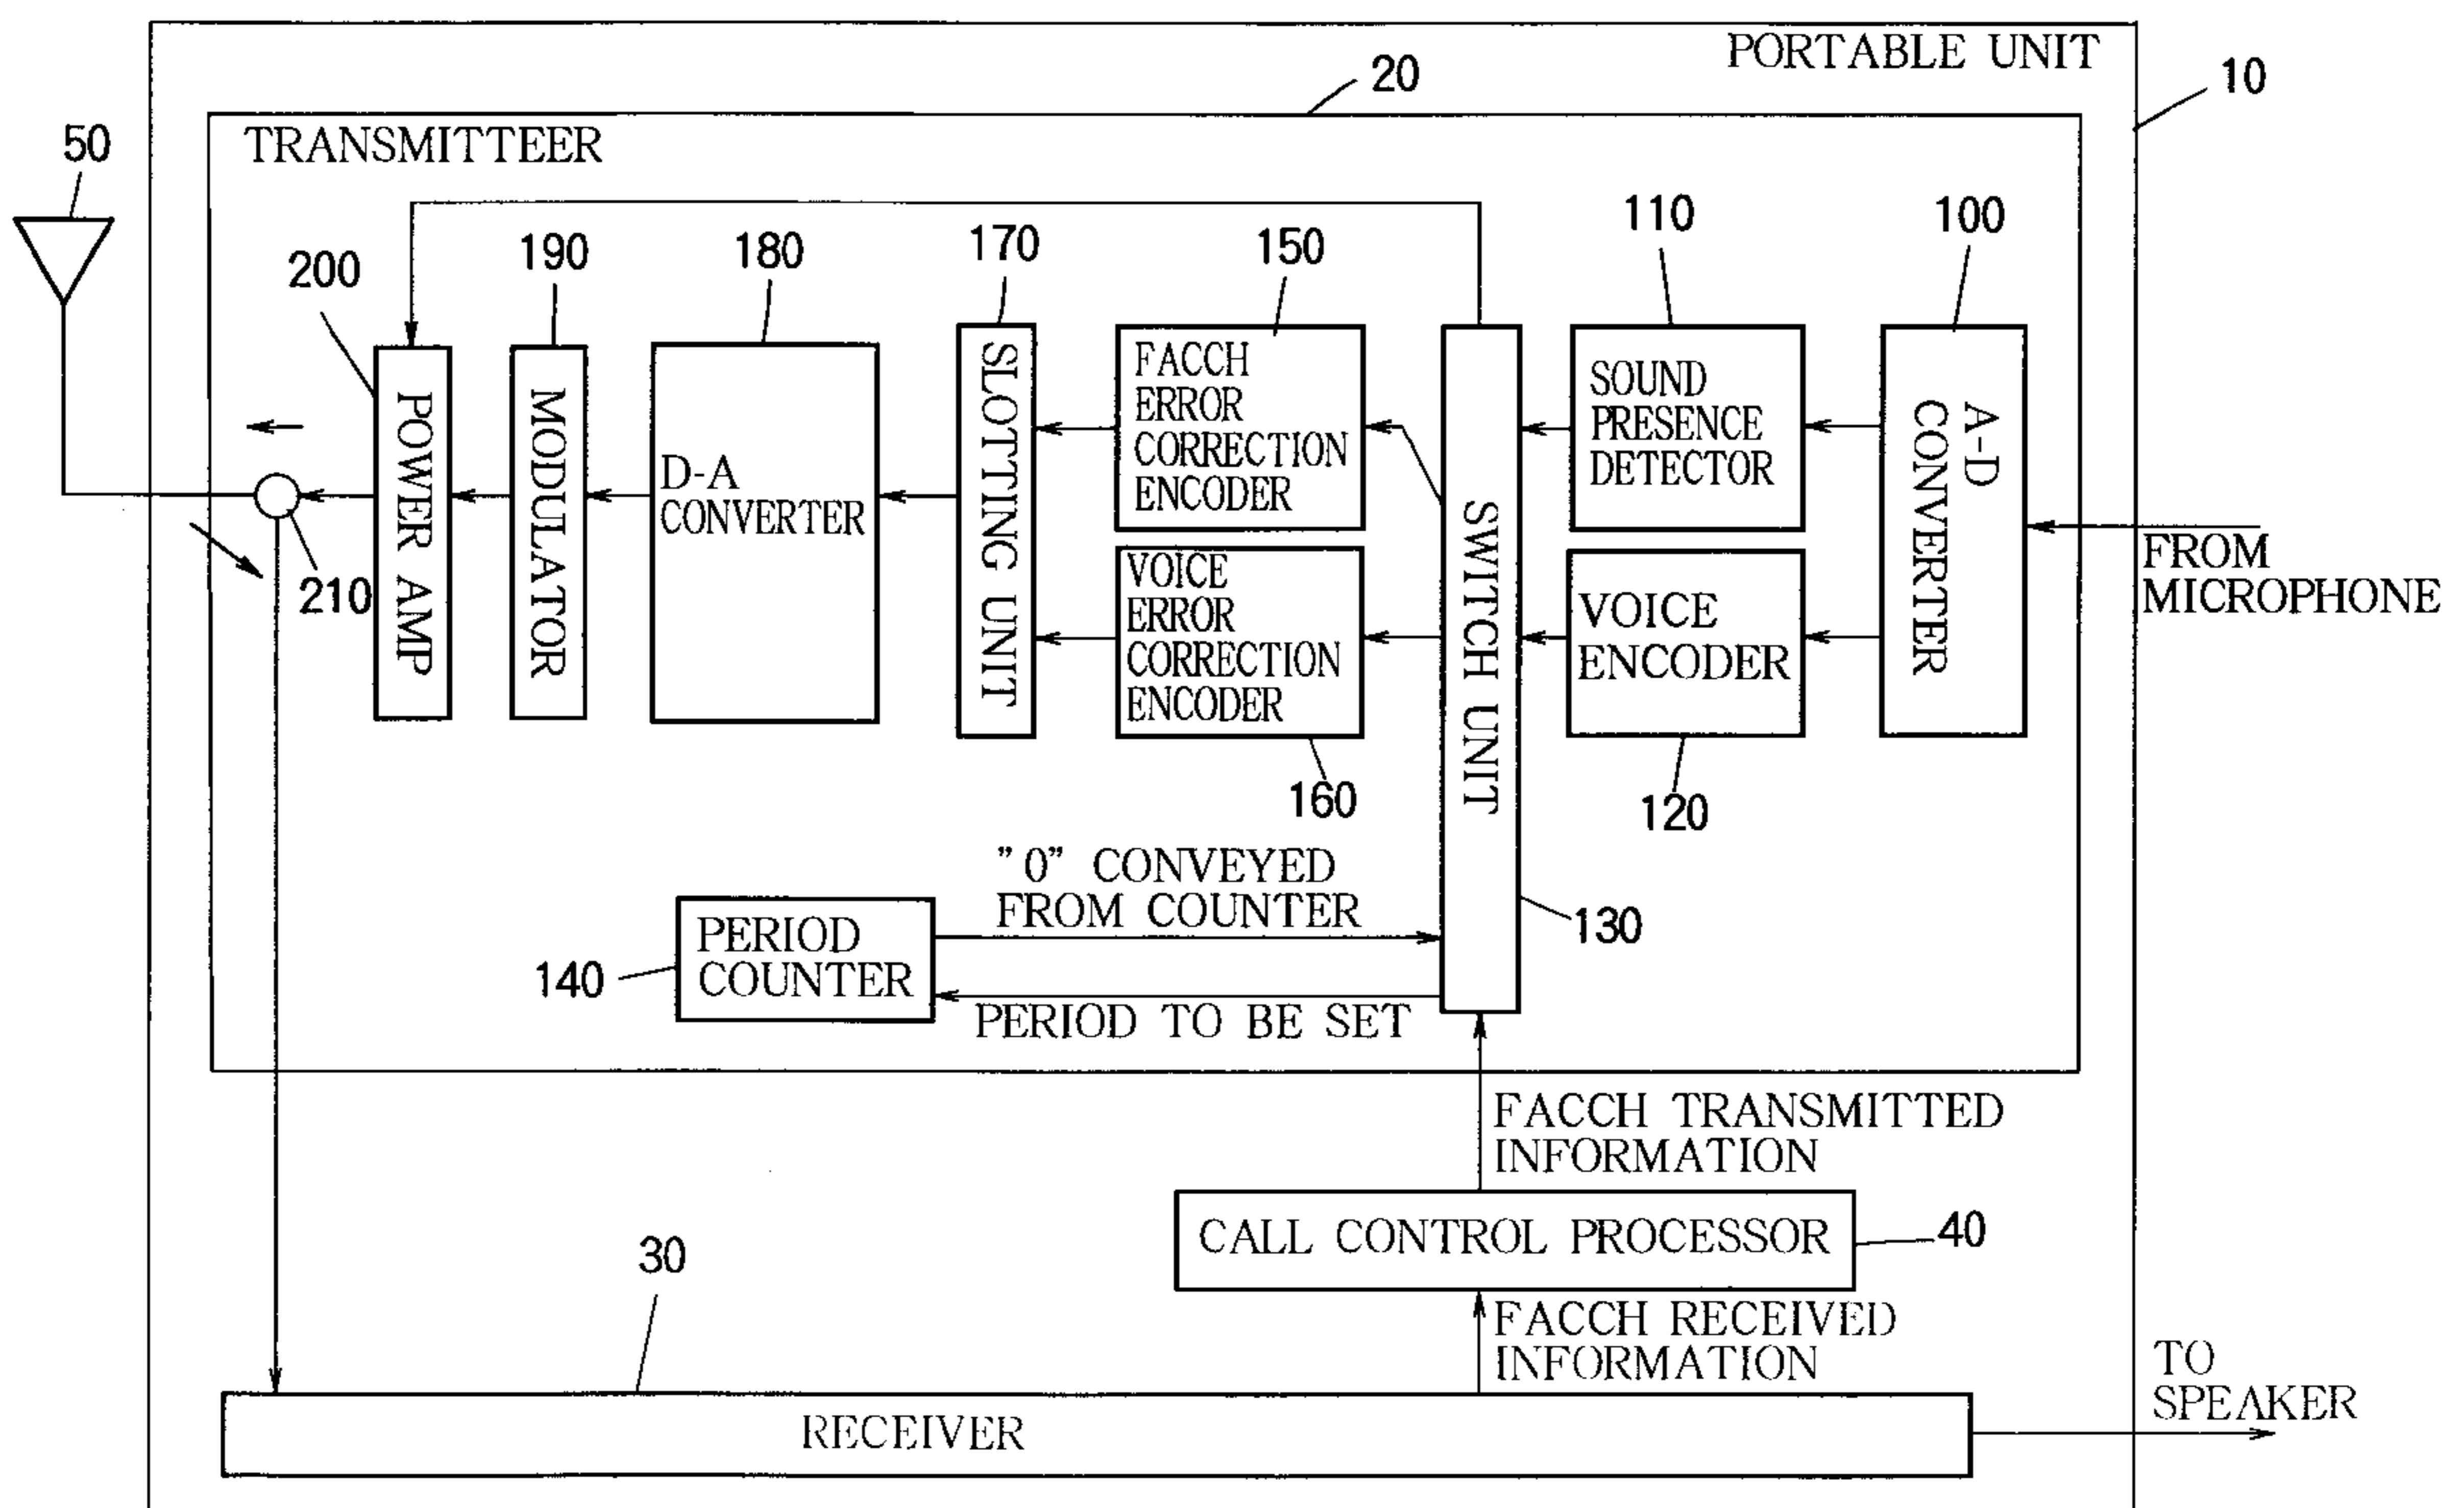 PORTABLE UNIT
10
20
TRANSMITTEER
50
110
100
170
150
190
180
200
FACCH
ERROR
CORRECTION
ENCODER
SOUND
PRESENCE
DETECTOR
A-D
CONVERTER
SLOTTING UNIT
SWITCH UNIT
POWER AMP
MODULATOR
D-A
CONVERTER
FROM
MICROPHONE
210
VOICE
ERROR
CORRECTION
ENCODER
VOICE
ENCODER
160
120
"0" CONVEYED
FROM COUNTER
130
PERIOD
COUNTER
140
PERIOD TO BE SET
FACCH TRANSMITTED
INFORMATION
CALL CONTROL PROCESSOR
40
30
FACCH RECEIVED
INFORMATION
TO
SPEAKER
RECEIVER